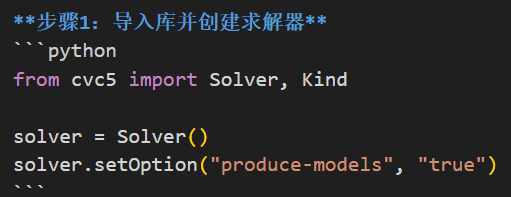 **步骤1：导入库并创建求解器**
```python
from cvc5 import Solver, Kind
solver = Solver()
solver.setOption("produce-models", "true")
```